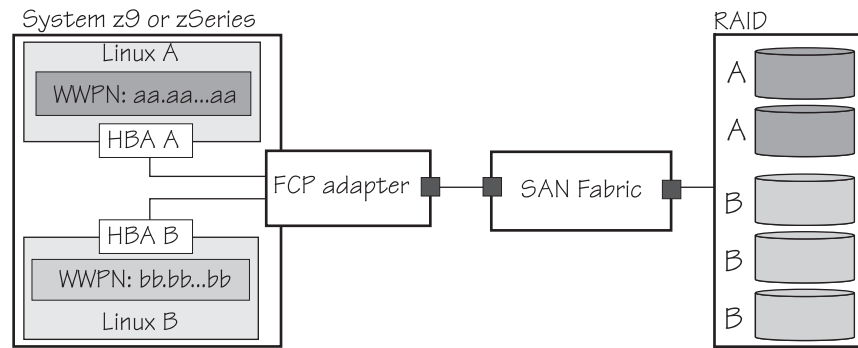 System z9 or zSeries
Linux A
WWPN: aa.aa...aa
HBA A
FCP adapter
SAN Fabric
HBA B
WWPN: bb.bb...bb
Linux B
RAID
A
A
B
B
B